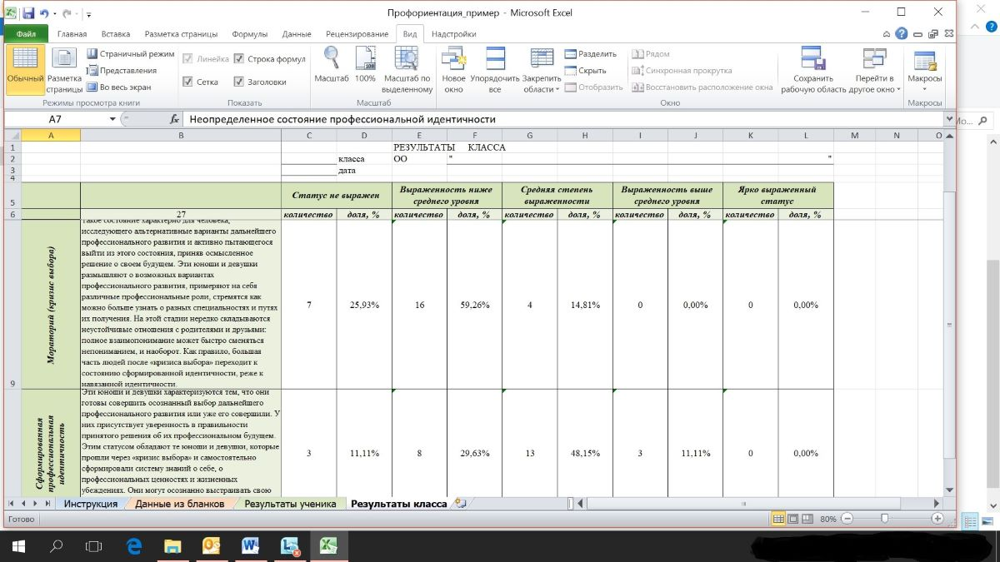 Профориентация_пример - Microsoft Excel
Файл Главная Вставка Разметка страницы Формулы Данные Рецензирование Вид Надстройки
Обычный
Разметка страницы
Страничный режим
Представления
Во весь экран
Режимы просмотра книги
Линейка
Строка формул
Сетка
Заголовки
Показать
Масштаб
100%
Масштаб по выделенному
Масштаб
Новое окно
Упорядочить все
Закрепить области
Разделить
Скрыть
Отобразить
Рядом
Синхронная прокрутка
Восстановить расположение окна
Сохранить рабочую область
Перейти в другое окно
Окно
Макросы
Макросы
A7
fx
Неопределенное состояние профессиональной идентичности
A B C D E F G H I J K L M N O
1 РЕЗУЛЬТАТЫ КЛАССА
2 класса ОО " "
3 дата
4
5 Статус не выражен
Выраженность ниже среднего уровня
Средняя степень выраженности
Выраженность выше среднего уровня
Ярко выраженный статус
6 27 количество доля, % количество доля, % количество доля, % количество доля, % количество доля, %
9
Мораторий (кризис выбора)
Такое состояние характерно для человека,
исследующего альтернативные варианты дальнейшего
профессионального развития и активно пытающегося
выйти из этого состояния, приняв осмысленное
решение о своем будущем. Эти юноши и девушки
размышляют о возможных вариантах
профессионального развития, примеряют на себя
различные профессиональные роли, стремятся как
можно больше узнать о разных специальностях и путях
их получения. На этой стадии нередко складываются
неустойчивые отношения с родителями и друзьями:
полное взаимопонимание может быстро сменяться
непониманием, и наоборот. Как правило, большая
часть людей после «кризиса выбора» переходит к
состоянию сформированной идентичности, реже к
навязанной идентичности.
7 25,93% 16 59,26% 4 14,81% 0 0,00% 0 0,00%
Сформированная
профессиональная
идентичность
Эти юноши и девушки характеризуются тем, что они
готовы совершить осознанный выбор дальнейшего
профессионального развития или уже его совершили. У
них присутствует уверенность в правильности
принятого решения об их профессиональном будущем.
Этим статусом обладают те юноши и девушки, которые
прошли через «кризис выбора» и самостоятельно
сформировали систему знаний о себе, о
профессиональных ценностях и жизненных
убеждениях. Они могут осознанно выстраивать свою
3 11,11% 8 29,63% 13 48,15% 3 11,11% 0 0,00%
Инструкция Данные из бланков Результаты ученика Результаты класса
Готово
80%